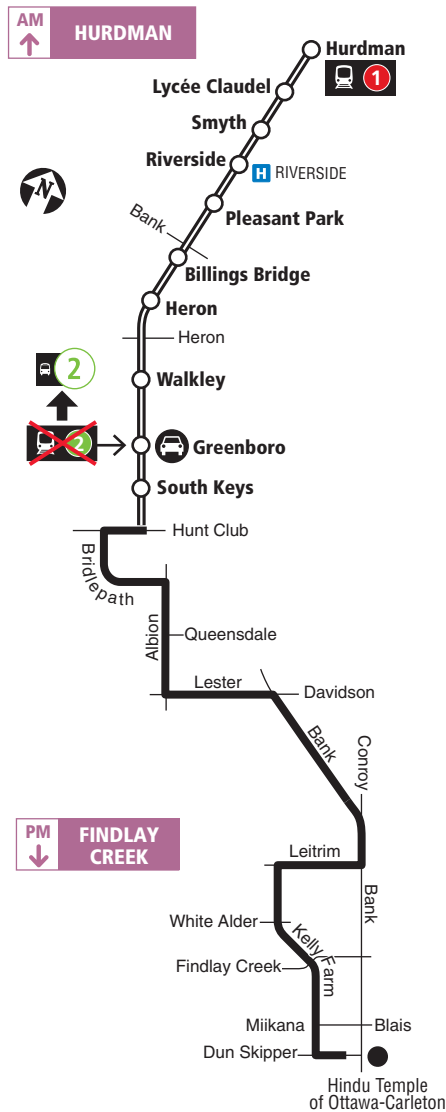 AM
HURDMAN
Hurdman
1
Lycée Claudel
Smyth
Riverside
H RIVERSIDE
N
Pleasant Park
Bank
Billings Bridge
Heron
Heron
2
Walkley
2
Greenboro
South Keys
Hunt Club
Bridlepath
Albion
Queensdale
Lester
Davidson
Bank
Conroy
PM
FINDLAY
CREEK
Leitrim
Bank
White Alder
Kelly Farm
Findlay Creek
Miikana
Blais
Dun Skipper
Hindu Temple
of Ottawa-Carleton